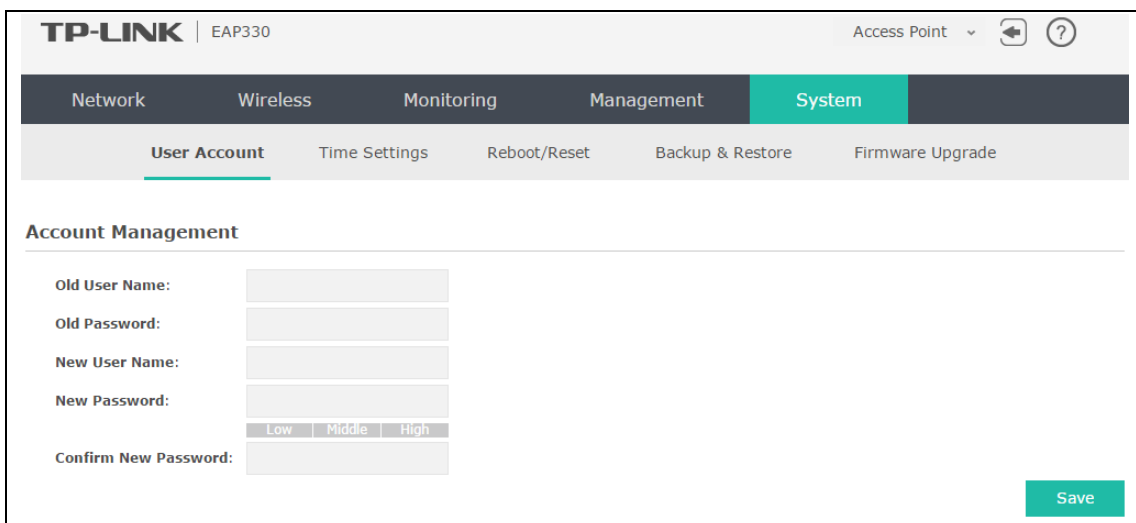 TP-LINK | EAP330 Access Point ?
Network Wireless Monitoring Management System
User Account Time Settings Reboot/Reset Backup & Restore Firmware Upgrade
Account Management
Old User Name:
Old Password:
New User Name:
New Password:
Low | Middle | High
Confirm New Password:
Save